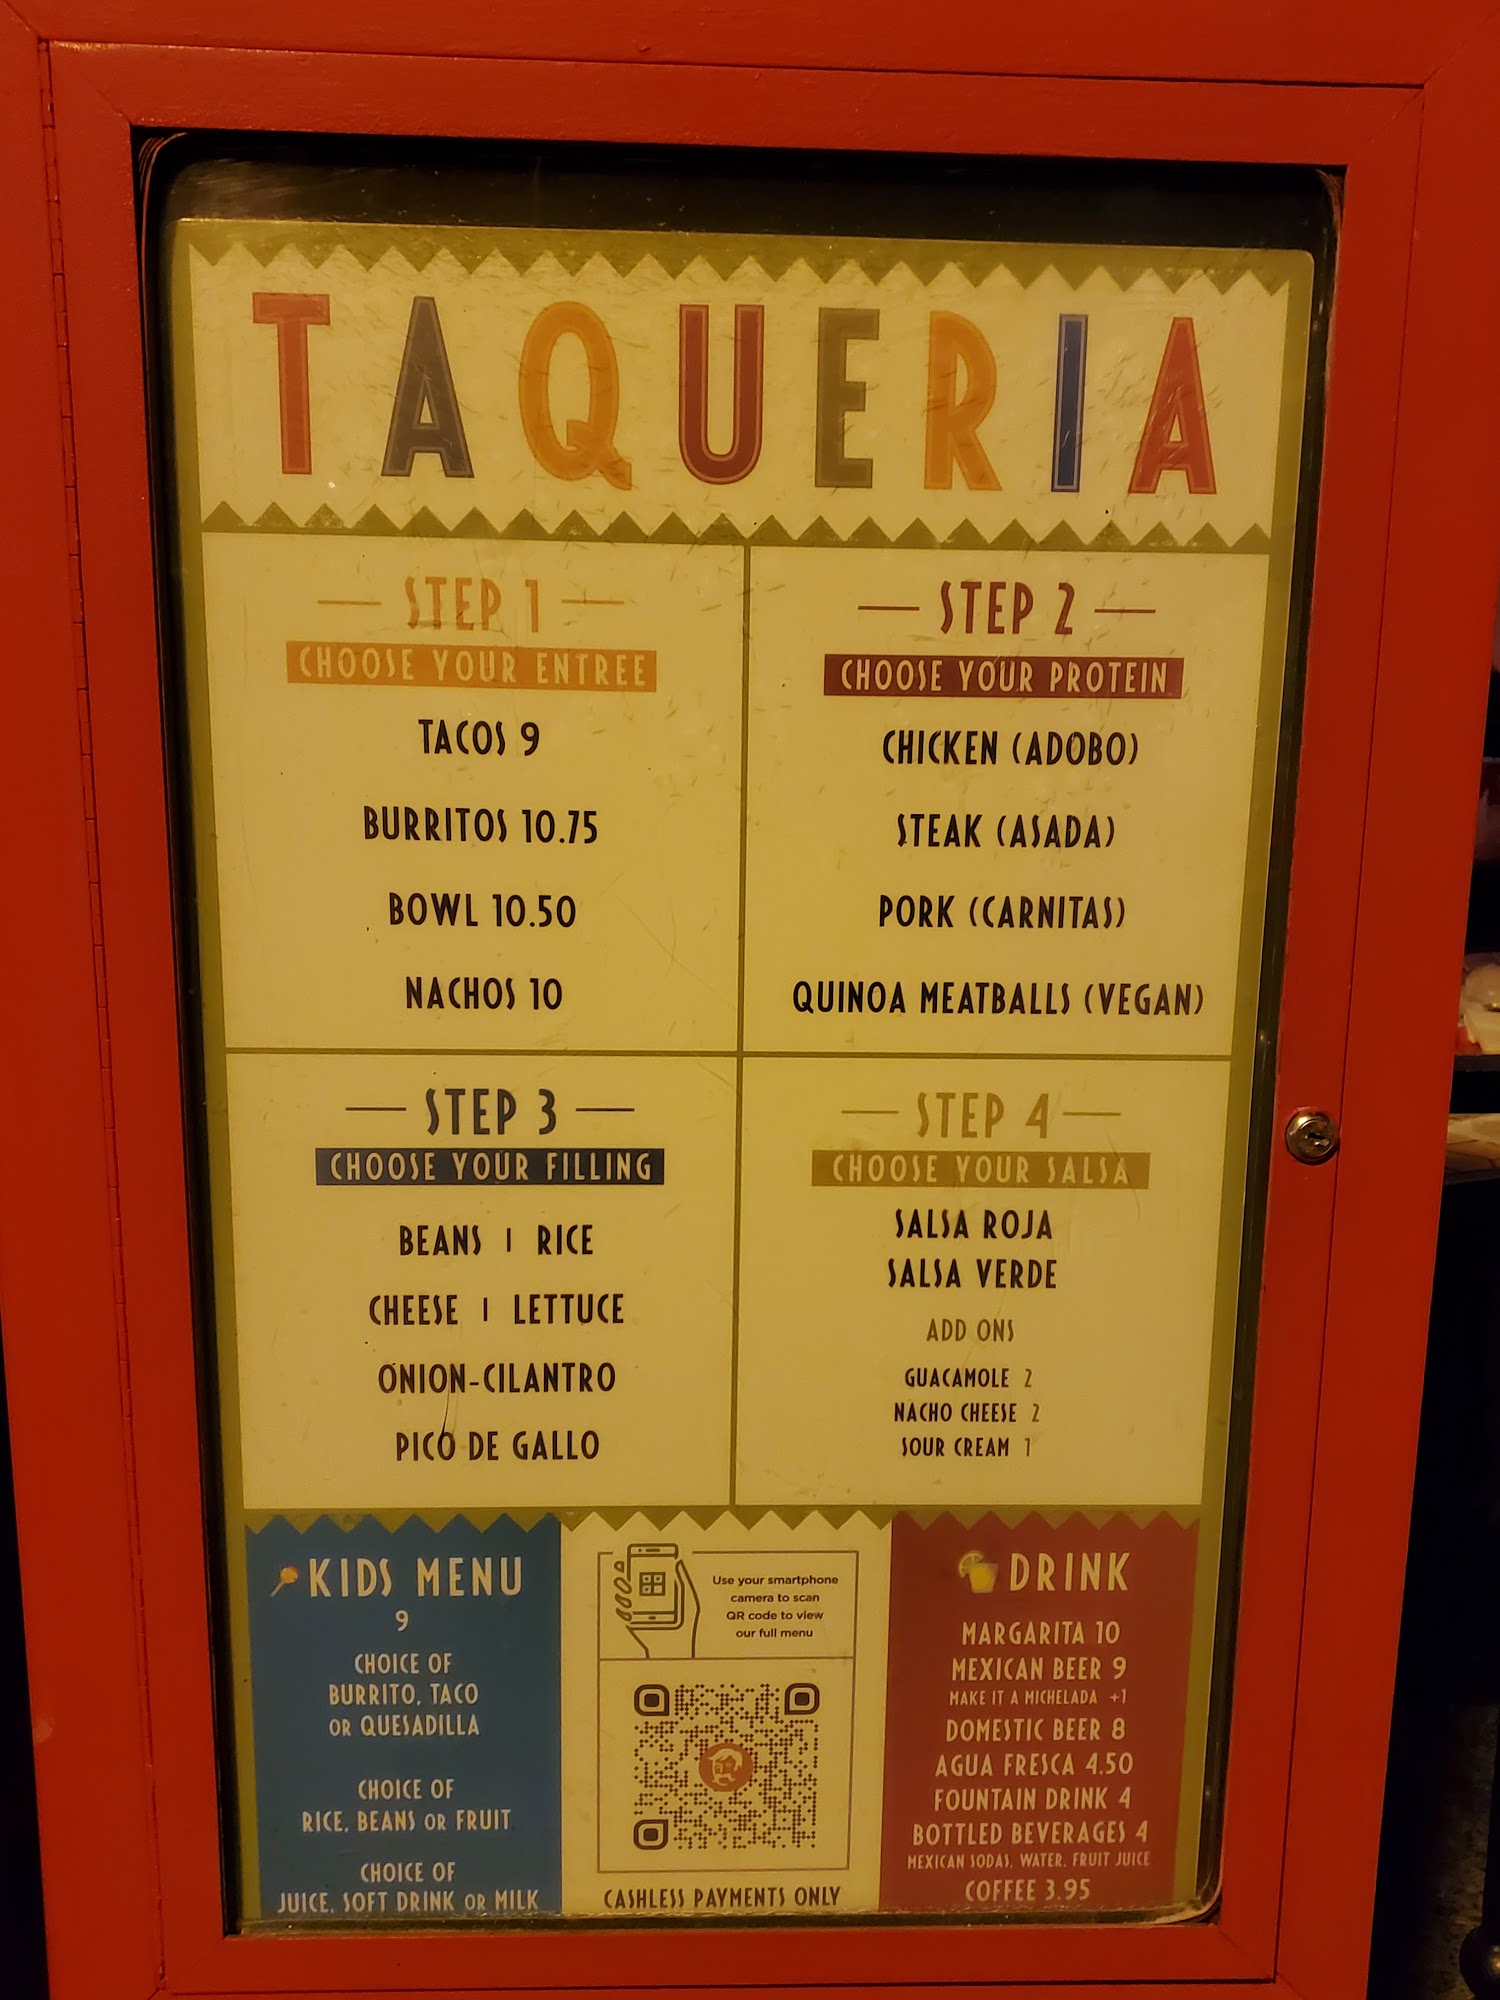 TAQUERIA
STEP 1
CHOOSE YOUR ENTREE
TACOS 9
BURRITOS 10.75
BOWL 10.50
NACHOS 10
STEP 2
CHOOSE YOUR PROTEIN
CHICKEN (ADOBO)
STEAK (ASADA)
PORK (CARNITAS)
QUINOA MEATBALLS (VEGAN)
STEP 3
CHOOSE YOUR FILLING
BEANS | RICE
CHEESE | LETTUCE
ONION-CILANTRO
PICO DE GALLO
STEP 4
CHOOSE YOUR SALSA
SALSA ROJA
SALSA VERDE
ADD ONS
GUACAMOLE 2
NACHO CHEESE 2
SOUR CREAM 1
KIDS MENU
9
CHOICE OF
BURRITO, TACO
OR QUESADILLA
CHOICE OF
RICE, BEANS OR FRUIT
CHOICE OF
JUICE, SOFT DRINK OR MILK
Use your smartphone
camera to scan
QR code to view
our full menu
CASHLESS PAYMENTS ONLY
DRINK
MARGARITA 10
MEXICAN BEER 9
MAKE IT A MICHELADA +1
DOMESTIC BEER 8
AGUA FRESCA 4.50
FOUNTAIN DRINK 4
BOTTLED BEVERAGES 4
MEXICAN SODAS, WATER, FRUIT JUICE
COFFEE 3.95